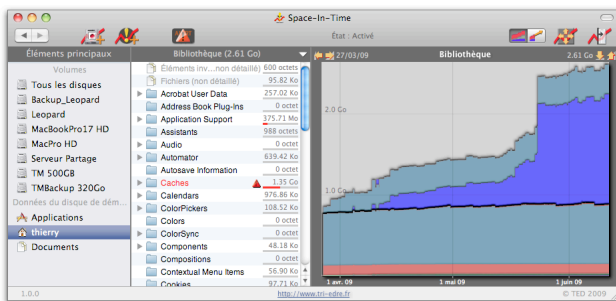 Space-In-Time
État : Activé
Éléments principaux
Volumes
Tous les disques
Backup_Leopard
Leopard
MacBookPro17 HD
MacPro HD
Serveur Partage
TM 500GB
TMBackup 320Go
Données du disque de dém...
Applications
thierry
Documents
1.0.0
Bibliothèque (2.61 Go)
Éléments inv...non détaillé) 600 octets
Fichiers (non détaillé) 95.82 Ko
Acrobat User Data 257.02 Ko
Address Book Plug-Ins 0 octet
Application Support 375.71 Mo
Assistants 988 octets
Audio 0 octet
Automator 639.42 Ko
Autosave Information 0 octet
Caches 1.35 Go
Calendars 976.86 Ko
ColorPickers 108.52 Ko
Colors 0 octet
ColorSync 0 octet
Components 48.18 Ko
Compositions 0 octet
Contextual Menu Items 56.90 Ko
Cookies 97.71 Ko
http://www.tri-edre.fr
27/03/09 Bibliothèque 2.61 Go
2.0 Go
1.0 Go
1 avr. 09 1 mai 09 1 juin 09
© TED 2009